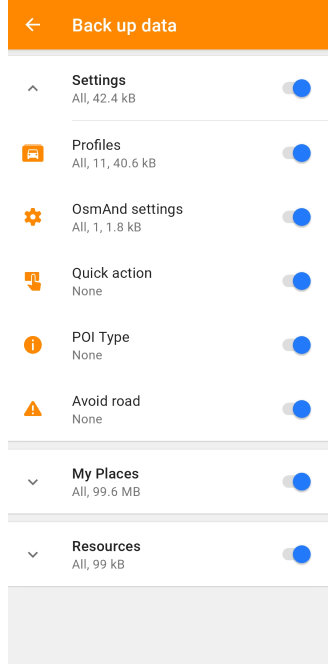 Back up data
Settings
All, 42.4 kB
Profiles
All, 11, 40.6 kB
OsmAnd settings
All, 1, 1.8 kB
Quick action
None
POI Type
None
Avoid road
None
My Places
All, 99.6 MB
Resources
All, 99 kB